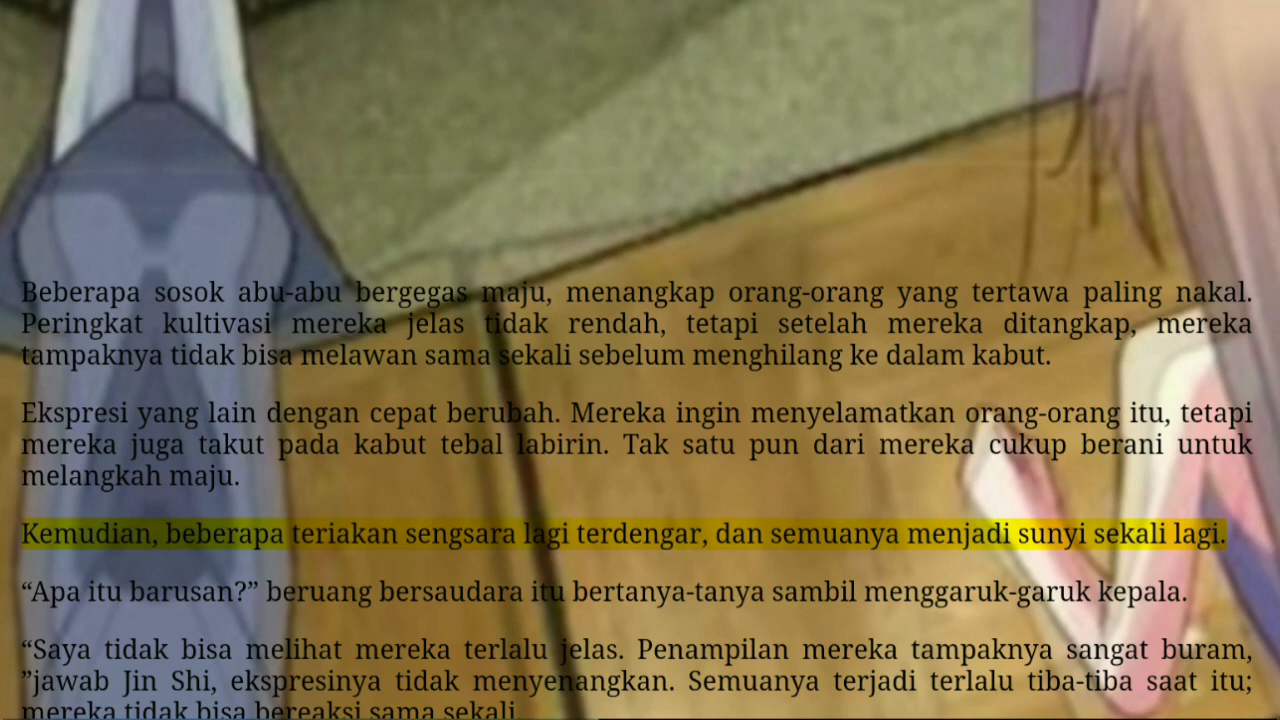 Beberapa sosok abu-abu bergegas maju, menangkap orang-orang yang tertawa paling nakal.
Peringkat kultivasi mereka jelas tidak rendah, tetapi setelah mereka ditangkap, mereka
tampaknya tidak bisa melawan sama sekali sebelum menghilang ke dalam kabut.
Ekspresi yang lain dengan cepat berubah. Mereka ingin menyelamatkan orang-orang itu, tetapi
mereka juga takut pada kabut tebal labirin. Tak satu pun dari mereka cukup berani untuk
melangkah maju.
Kemudian, beberapa teriakan sengsara lagi terdengar, dan semuanya menjadi sunyi sekali lagi.
“Apa itu barusan?” beruang bersaudara itu bertanya-tanya sambil menggaruk-garuk kepala.
“Saya tidak bisa melihat mereka terlalu jelas. Penampilan mereka tampaknya sangat buram,
”jawab Jin Shi, ekspresinya tidak menyenangkan. Semuanya terjadi terlalu tiba-tiba saat itu;
mereka tidak bisa bereaksi sama sekali.